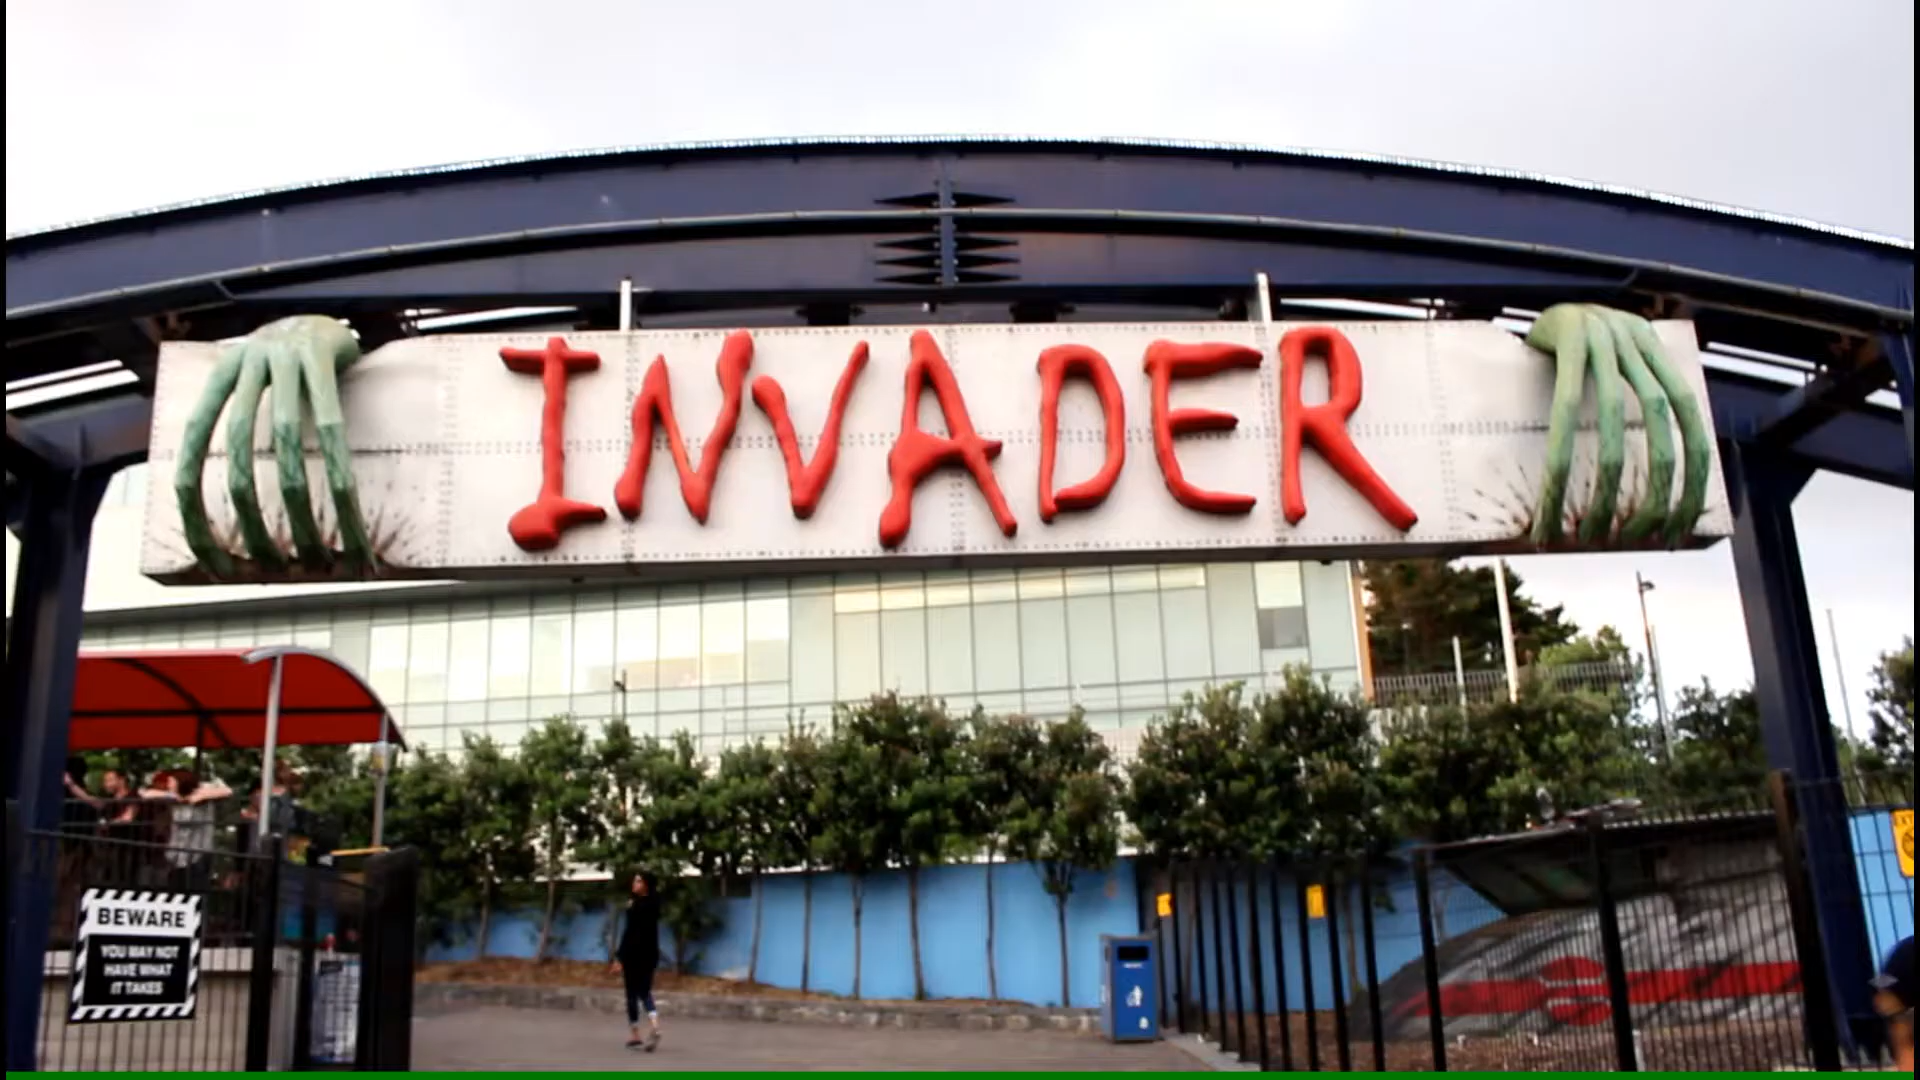 INVADER
BEWARE
YOU MAY NOT
HAVE WHAT
IT TAKES